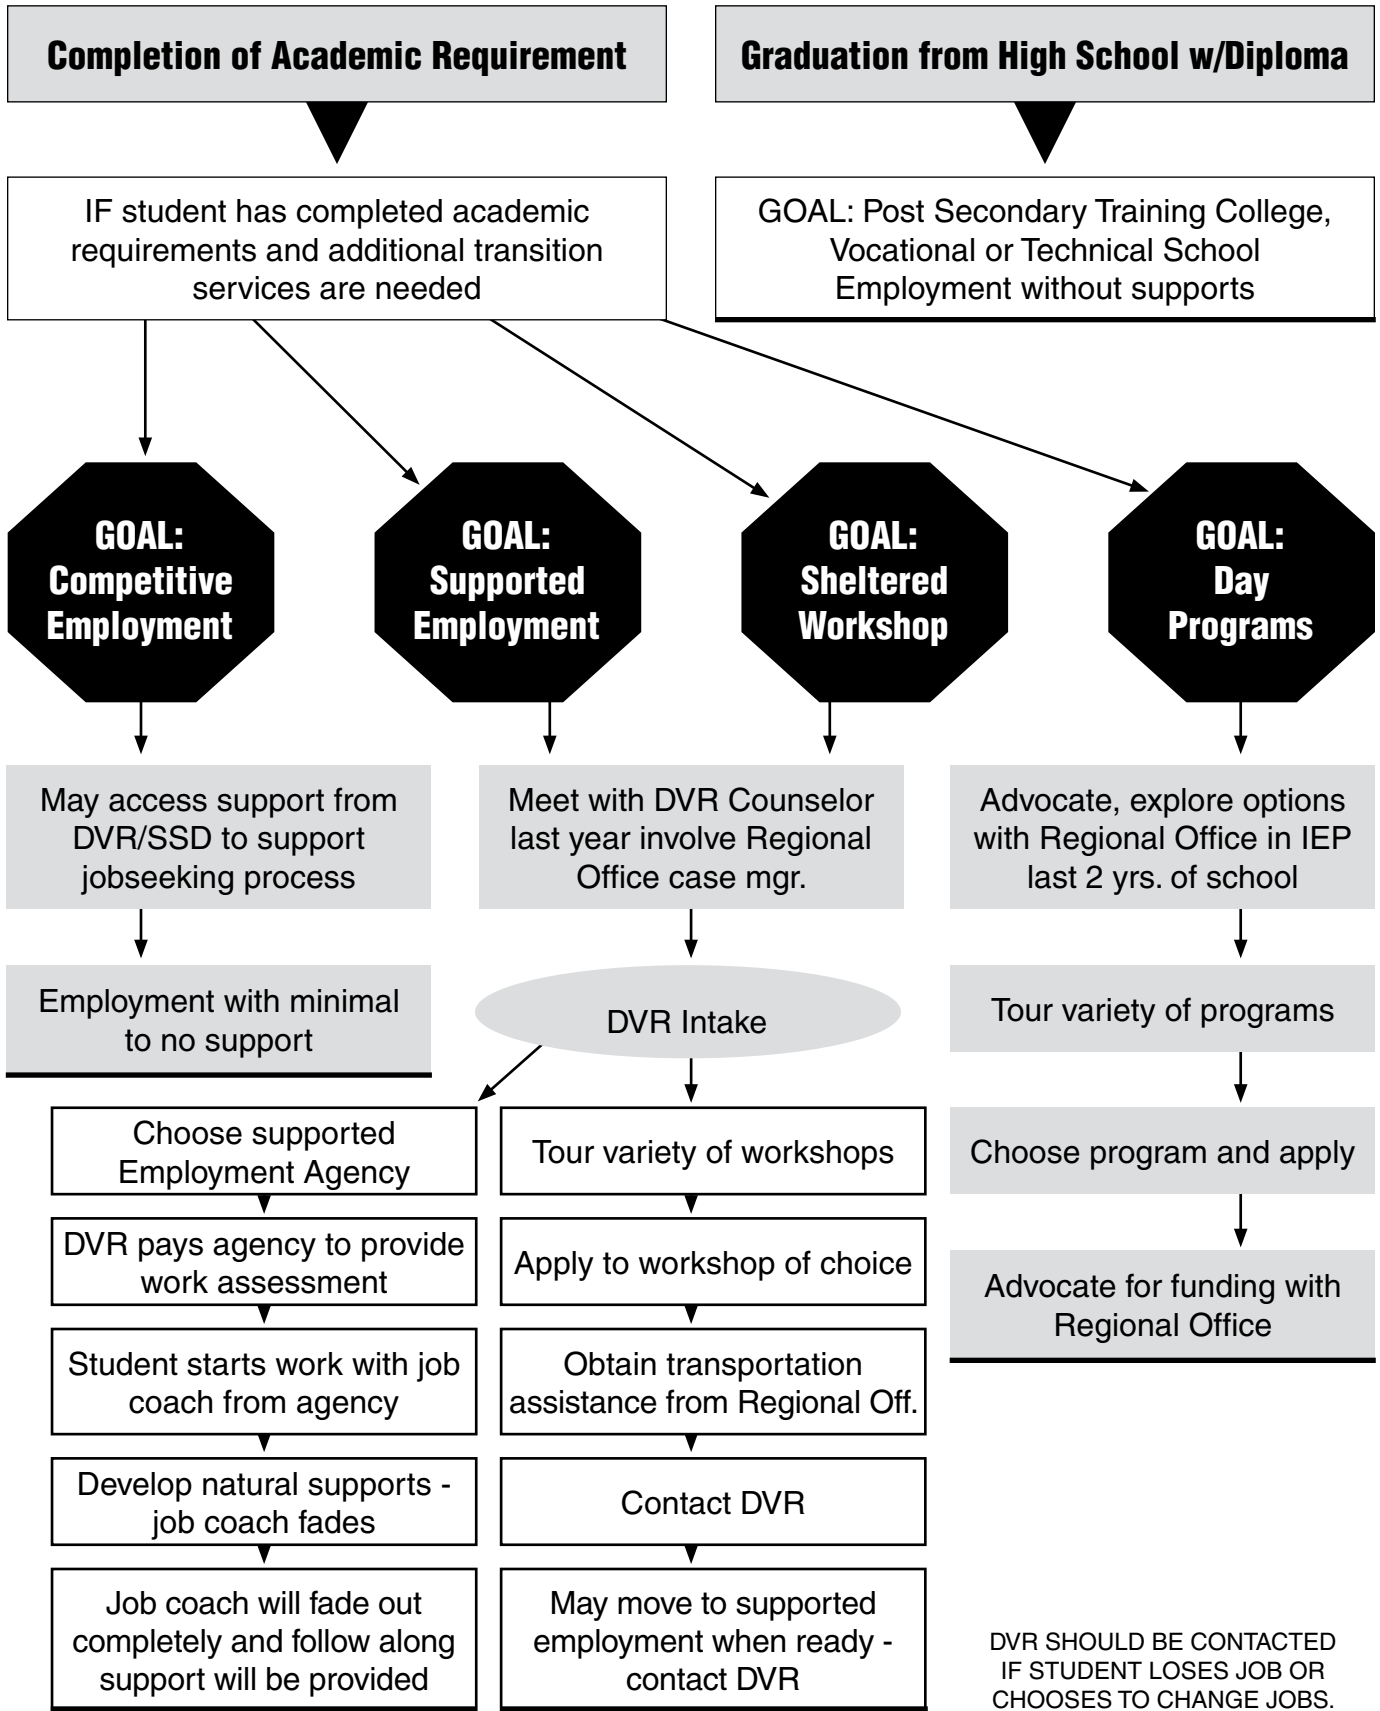 Completion of Academic Requirement
Graduation from High School w/Diploma
IF student has completed academic
requirements and additional transition
services are needed
GOAL: Post Secondary Training College,
Vocational or Technical School
Employment without supports
GOAL:
Competitive
Employment
GOAL:
Supported
Employment
GOAL:
Sheltered
Workshop
GOAL:
Day
Programs
May access support from
DVR/SSD to support
jobseeking process
Meet with DVR Counselor
last year involve Regional
Office case mgr.
Advocate, explore options
with Regional Office in IEP
last 2 yrs. of school
Employment with minimal
to no support
DVR Intake
Tour variety of programs
Choose supported
Employment Agency
Tour variety of workshops
Choose program and apply
DVR pays agency to provide
work assessment
Apply to workshop of choice
Advocate for funding with
Regional Office
Student starts work with job
coach from agency
Obtain transportation
assistance from Regional Off.
Develop natural supports -
job coach fades
Contact DVR
Job coach will fade out
completely and follow along
support will be provided
May move to supported
employment when ready -
contact DVR
DVR SHOULD BE CONTACTED
IF STUDENT LOSES JOB OR
CHOOSES TO CHANGE JOBS.